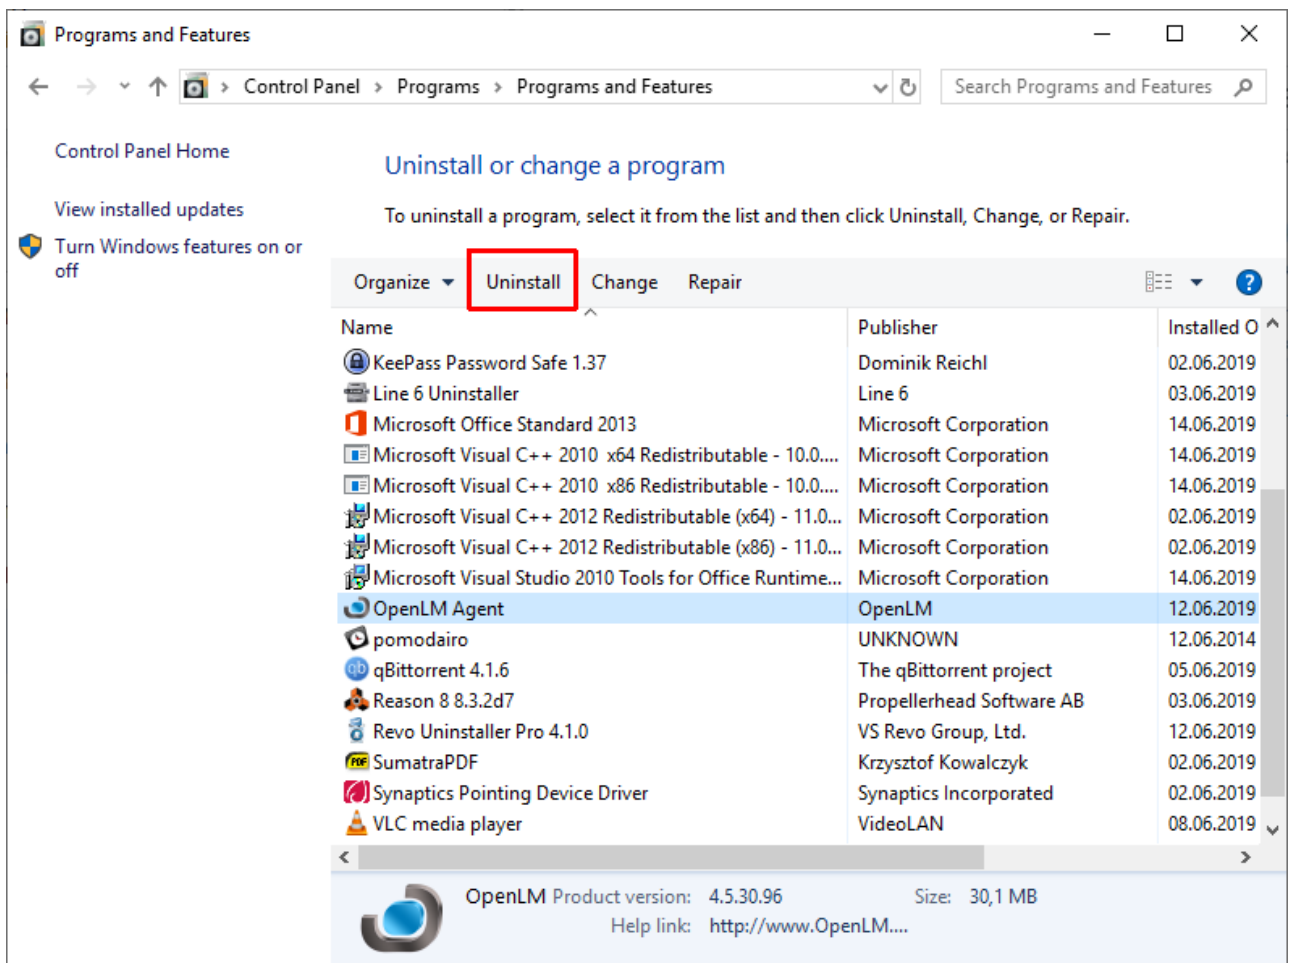 Programs and Features
Control Panel > Programs > Programs and Features
Search Programs and Features
Control Panel Home
View installed updates
Turn Windows features on or
off
Uninstall or change a program
To uninstall a program, select it from the list and then click Uninstall, Change, or Repair.
Organize Uninstall Change Repair
?
Name Publisher Installed O
KeePass Password Safe 1.37 Dominik Reichl 02.06.2019
Line 6 Uninstaller Line 6 03.06.2019
Microsoft Office Standard 2013 Microsoft Corporation 14.06.2019
Microsoft Visual C++ 2010 x64 Redistributable - 10.0.... Microsoft Corporation 14.06.2019
Microsoft Visual C++ 2010 x86 Redistributable - 10.0.... Microsoft Corporation 14.06.2019
Microsoft Visual C++ 2012 Redistributable (x64) - 11.0... Microsoft Corporation 02.06.2019
Microsoft Visual C++ 2012 Redistributable (x86) - 11.0... Microsoft Corporation 02.06.2019
Microsoft Visual Studio 2010 Tools for Office Runtime... Microsoft Corporation 14.06.2019
OpenLM Agent OpenLM 12.06.2019
pomodairo UNKNOWN 12.06.2014
qb qBittorrent 4.1.6 The qBittorrent project 05.06.2019
Reason 8 8.3.2d7 Propellerhead Software AB 03.06.2019
Revo Uninstaller Pro 4.1.0 VS Revo Group, Ltd. 12.06.2019
PDF SumatraPDF Krzysztof Kowalczyk 02.06.2019
Synaptics Pointing Device Driver Synaptics Incorporated 02.06.2019
VLC media player VideoLAN 08.06.2019
OpenLM Product version: 4.5.30.96 Size: 30,1 MB
Help link: http://www.OpenLM....